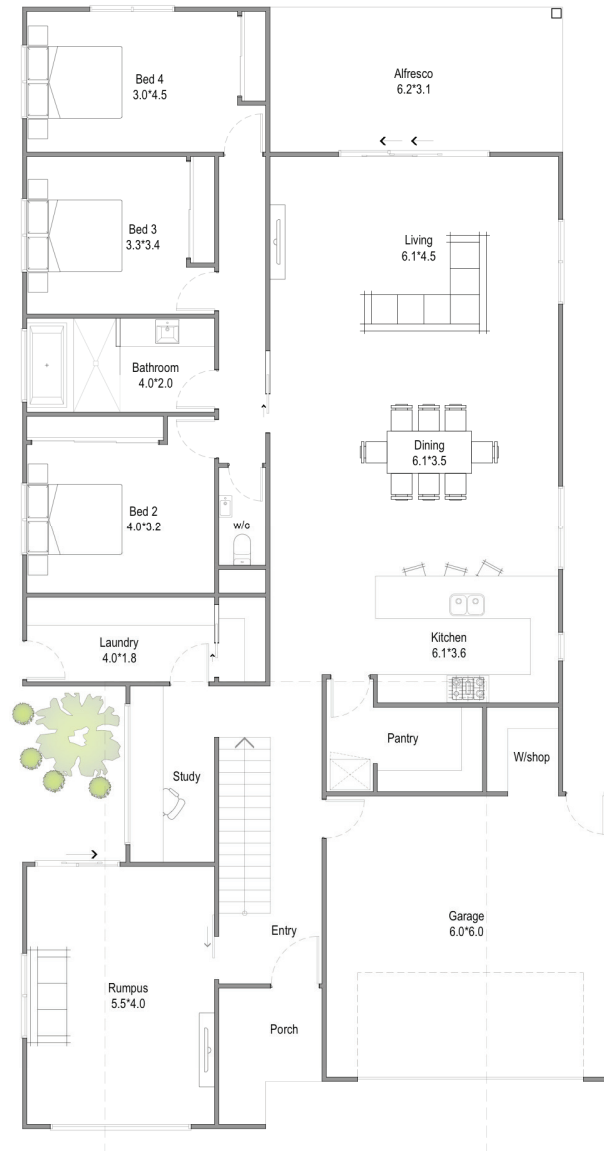 Bed 4
3.0*4.5
Alfresco
6.2*3.1
Bed 3
3.3*3.4
Living
6.1*4.5
Bathroom
4.0*2.0
Dining
6.1*3.5
Bed 2
4.0*3.2
w/c
Kitchen
6.1*3.6
Laundry
4.0*1.8
Pantry
W/shop
Study
Garage
6.0*6.0
Entry
Rumpus
5.5*4.0
Porch